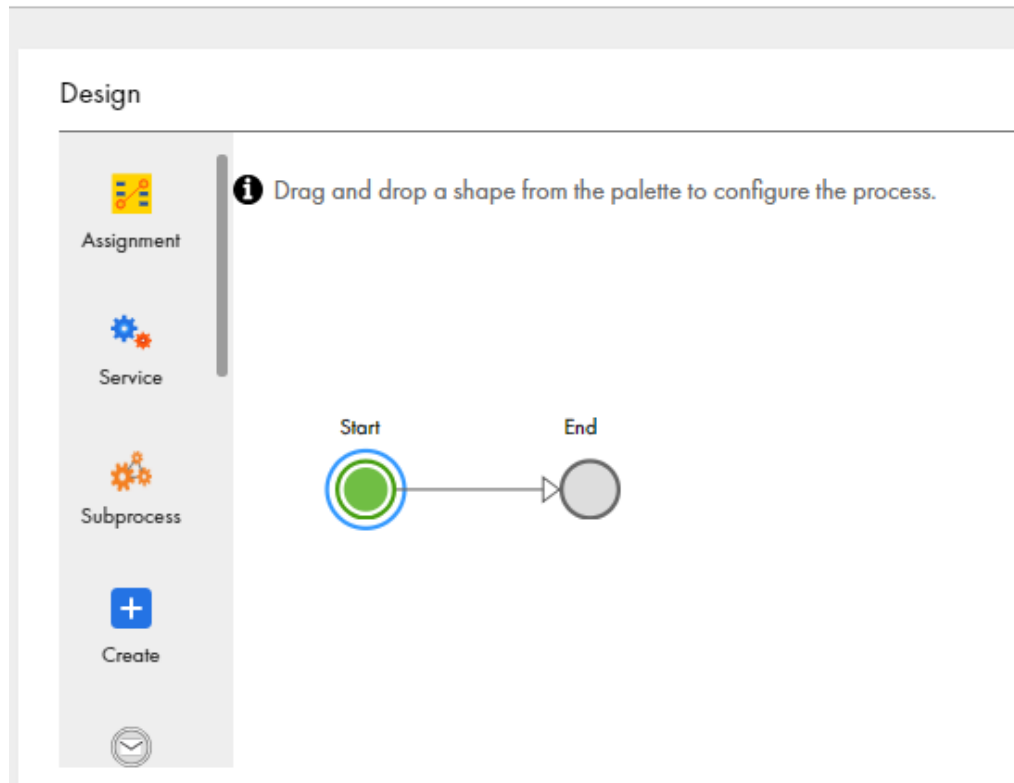 Design
Drag and drop a shape from the palette to configure the process.
Assignment
Service
Subprocess
Create
Start
End